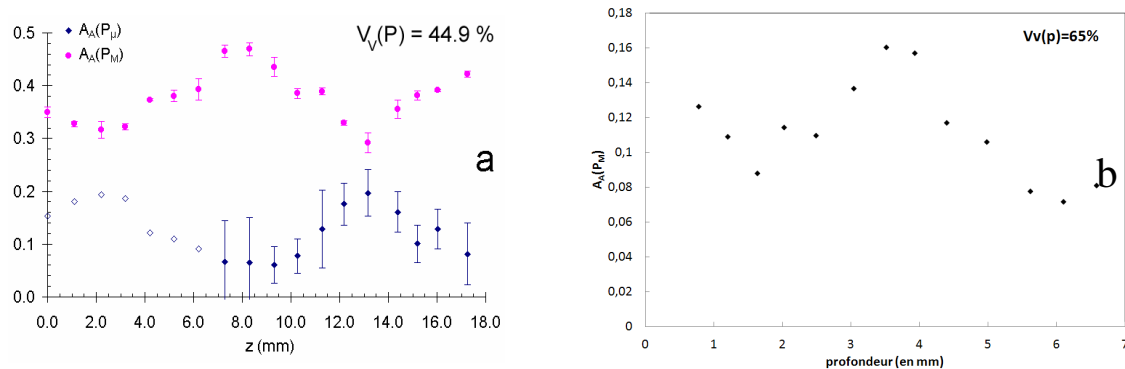 A_A(P_μ)
A_A(P_M)
V_V(P) = 44.9 %
0.5
0.4
0.3
0.2
0.1
0.0
a
0.0 2.0 4.0 6.0 8.0 10.0 12.0 14.0 16.0 18.0
z (mm)
0,18
0,16
0,14
0,12
0,1
0,08
0,06
0,04
0,02
0
A_A(P_M)
Vv(p)=65%
b
0 1 2 3 4 5 6 7
profondeur (en mm)